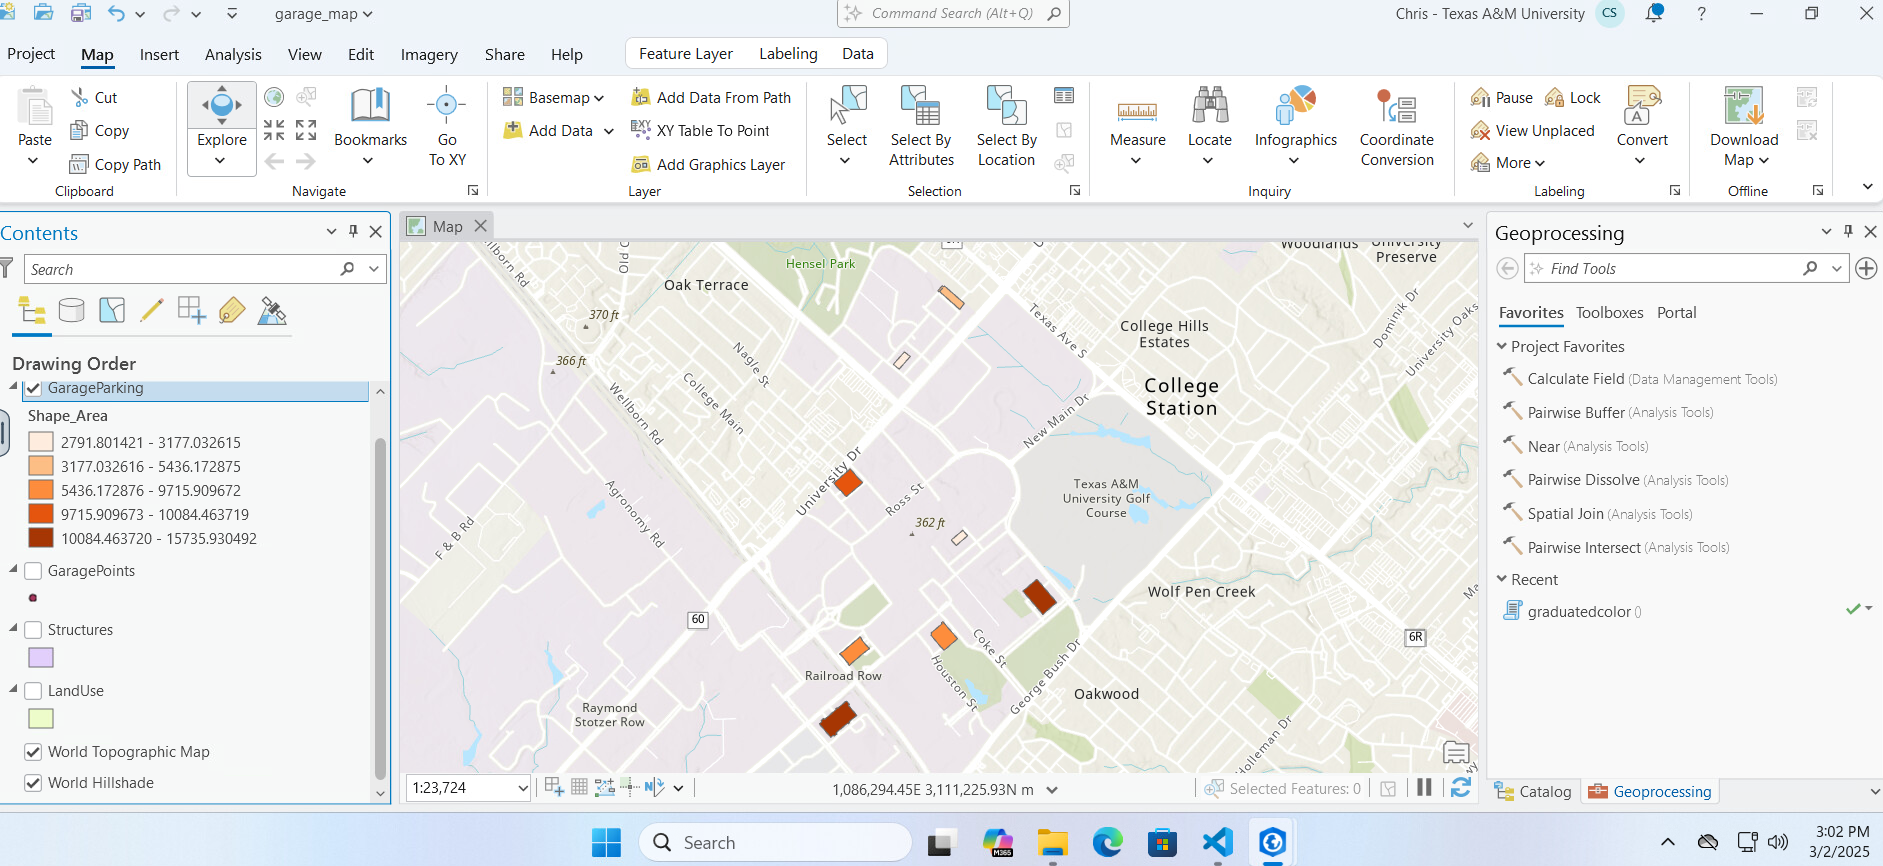 garage_map
Command Search (Alt+Q)
Chris - Texas A&M University
CS
?
Project
Map
Insert
Analysis
View
Edit
Imagery
Share
Help
Feature Layer
Labeling
Data
Paste
Cut
Copy
Copy Path
Clipboard
Explore
Bookmarks
Go
To XY
Navigate
Basemap
Add Data
Add Data From Path
XY Table To Point
Add Graphics Layer
Layer
Select
Select By
Attributes
Select By
Location
Selection
Measure
Locate
Infographics
Coordinate
Conversion
Inquiry
Pause
Lock
View Unplaced
More
Convert
Labeling
Download
Map
Offline
Contents
Search
Drawing Order
GarageParking
Shape_Area
2791.801421 - 3177.032615
3177.032616 - 5436.172875
5436.172876 - 9715.909672
9715.909673 - 10084.463719
10084.463720 - 15735.930492
GaragePoints
Structures
LandUse
World Topographic Map
World Hillshade
Map
Hensel Park
Woodlands
University
Preserve
Oak Terrace
370 ft
366 ft
Nagle St
College Main
Wellborn Rd
Texas Ave S
College Hills
Estates
Dominik Dr
University Oaks
College
Station
New Main Dr
University Dr
Ross St
Agronomy Rd
F & B Rd
362 ft
Texas A&M
University Golf
Course
Wolf Pen Creek
60
6R
Coke St
Houston St
George Bush Dr
Railroad Row
Oakwood
Raymond
Stotzer Row
Holleman Dr
1:23,724
1,086,294.45E 3,111,225.93N m
Selected Features: 0
Geoprocessing
Find Tools
Favorites
Toolboxes
Portal
Project Favorites
Calculate Field (Data Management Tools)
Pairwise Buffer (Analysis Tools)
Near (Analysis Tools)
Pairwise Dissolve (Analysis Tools)
Spatial Join (Analysis Tools)
Pairwise Intersect (Analysis Tools)
Recent
graduatedcolor ()
Catalog
Geoprocessing
Search
M365
3:02 PM
3/2/2025